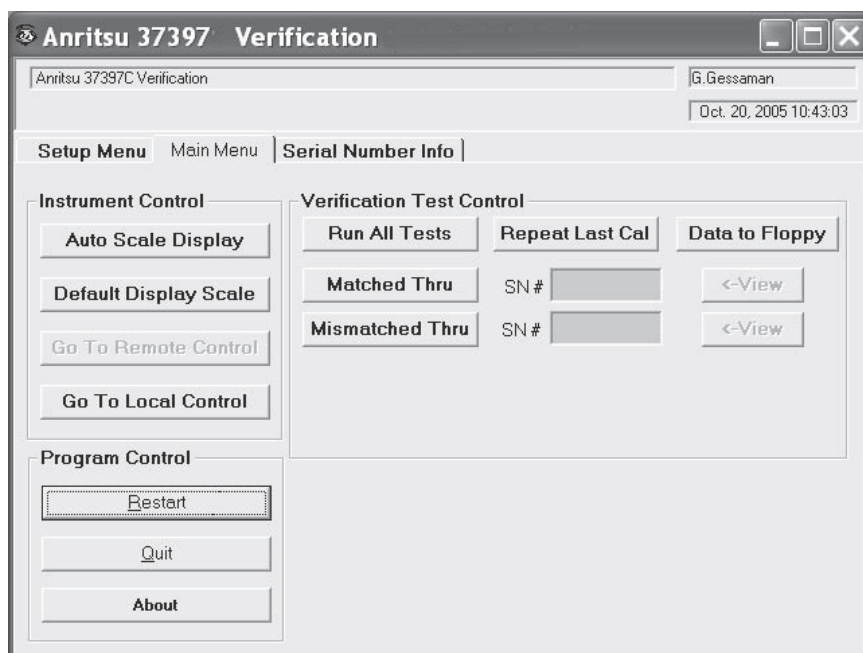 Anritsu 37397 Verification
Anritsu 37397C Verification
G.Gessaman
Oct. 20, 2005 10:43:03
Setup Menu Main Menu Serial Number Info
Instrument Control
Auto Scale Display
Default Display Scale
Go To Remote Control
Go To Local Control
Verification Test Control
Run All Tests Repeat Last Cal Data to Floppy
Matched Thru SN # <-View
Mismatched Thru SN # <-View
Program Control
Restart
Quit
About